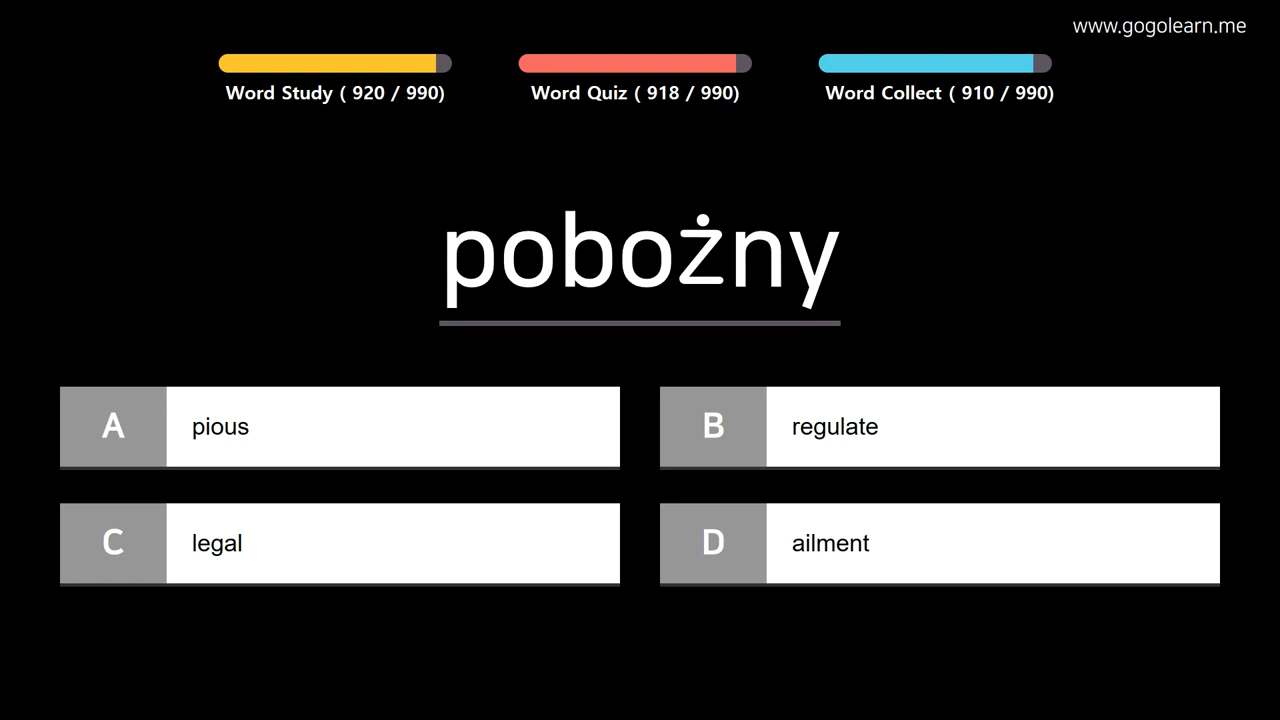 www.gogolearn.me
Word Study ( 920 / 990)
Word Quiz ( 918 / 990)
Word Collect ( 910 / 990)
pobożny
A pious
B regulate
C legal
D ailment